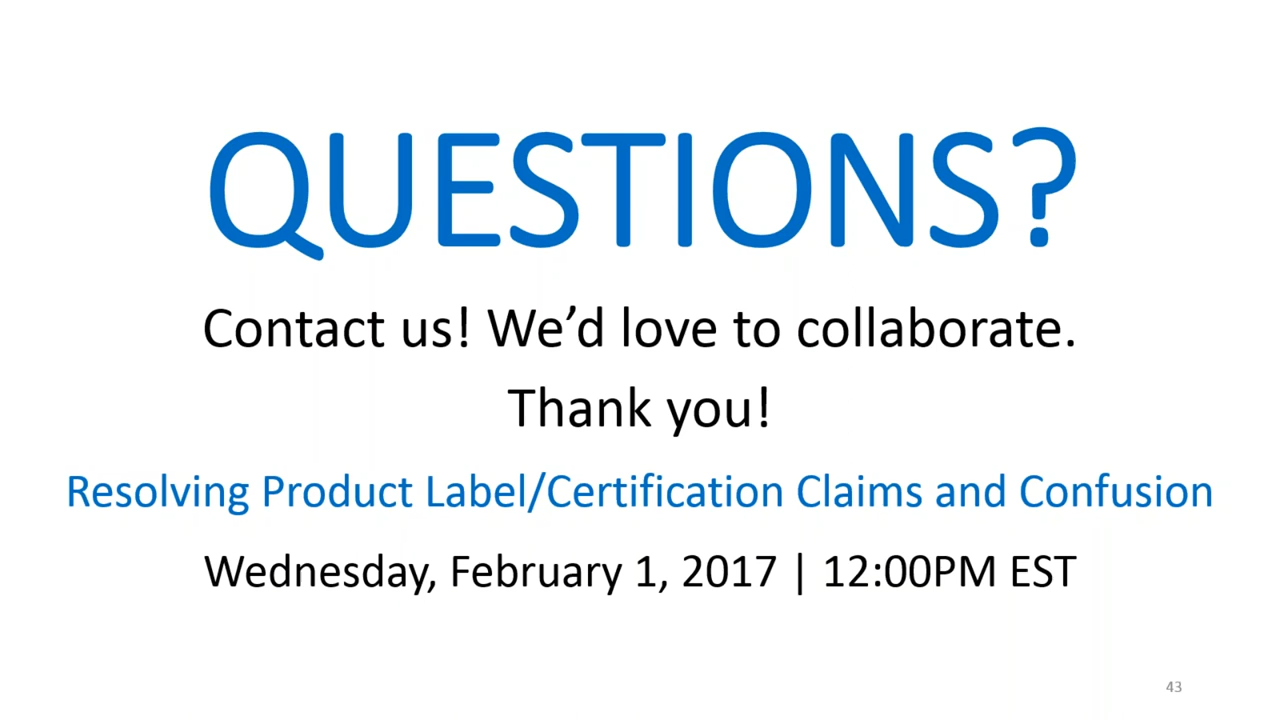 QUESTIONS?
Contact us! We’d love to collaborate.
Thank you!
Resolving Product Label/Certification Claims and Confusion
Wednesday, February 1, 2017 | 12:00PM EST
43